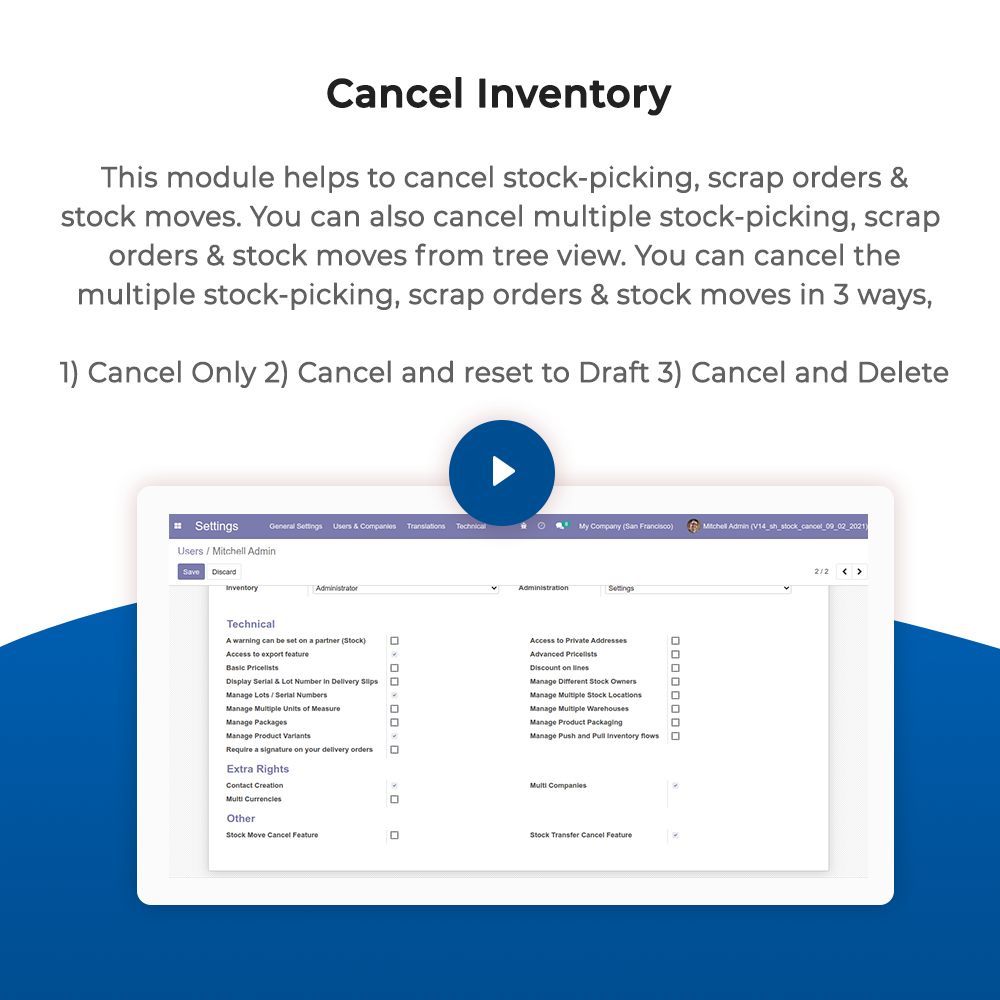 Cancel Inventory
This module helps to cancel stock-picking, scrap orders &
stock moves. You can also cancel multiple stock-picking, scrap
orders & stock moves from tree view. You can cancel the
multiple stock-picking, scrap orders & stock moves in 3 ways,
1) Cancel Only 2) Cancel and reset to Draft 3) Cancel and Delete
Settings General Settings Users & Companies Translations Technical 8 My Company (San Francisco) Mitchell Admin (V14_sh_stock_cancel_09_02_2021)
Users / Mitchell Admin
Save Discard 2 / 2
Inventory Administrator Administration Settings
Technical
A warning can be set on a partner (Stock) Access to Private Addresses
Access to export feature Advanced Pricelists
Basic Pricelists Discount on lines
Display Serial & Lot Number in Delivery Slips Manage Different Stock Owners
Manage Lots / Serial Numbers Manage Multiple Stock Locations
Manage Multiple Units of Measure Manage Multiple Warehouses
Manage Packages Manage Product Packaging
Manage Product Variants Manage Push and Pull inventory flows
Require a signature on your delivery orders
Extra Rights
Contact Creation Multi Companies
Multi Currencies
Other
Stock Move Cancel Feature Stock Transfer Cancel Feature